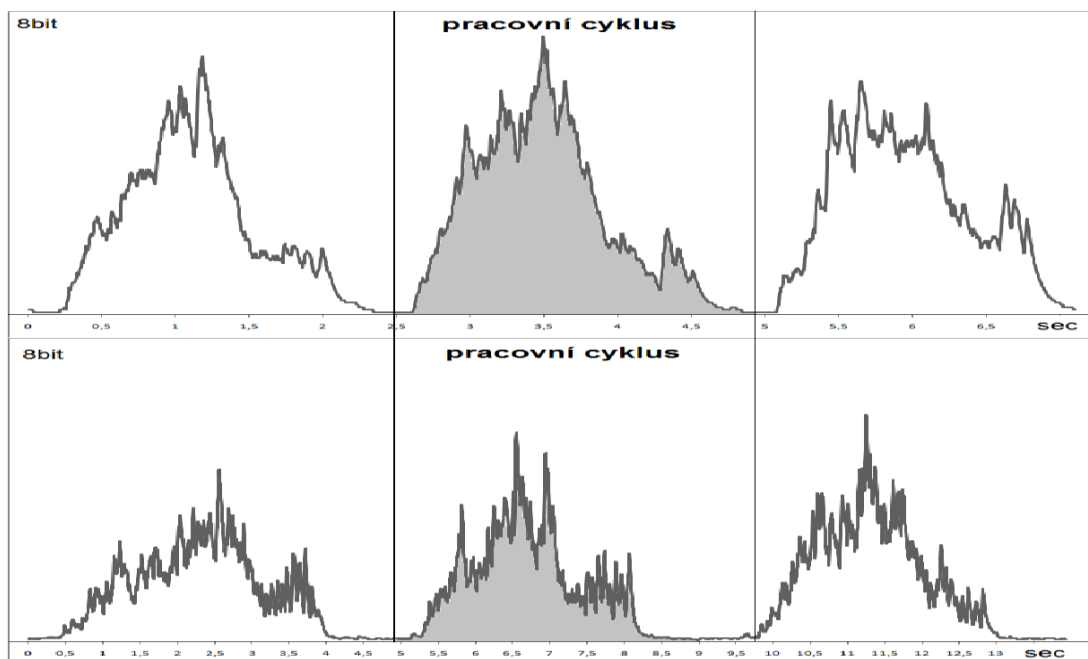 8bit
pracovní cyklus
0 0,5 1 1,5 2 2,5 3 3,5 4 4,5 5 5,5 6 6,5 sec
8bit
pracovní cyklus
0 0,5 1 1,5 2 2,5 3 3,5 4 4,5 5 5,5 6 6,5 7 7,5 8 8,5 9 9,5 10 10,5 11 11,5 12 12,5 13 sec